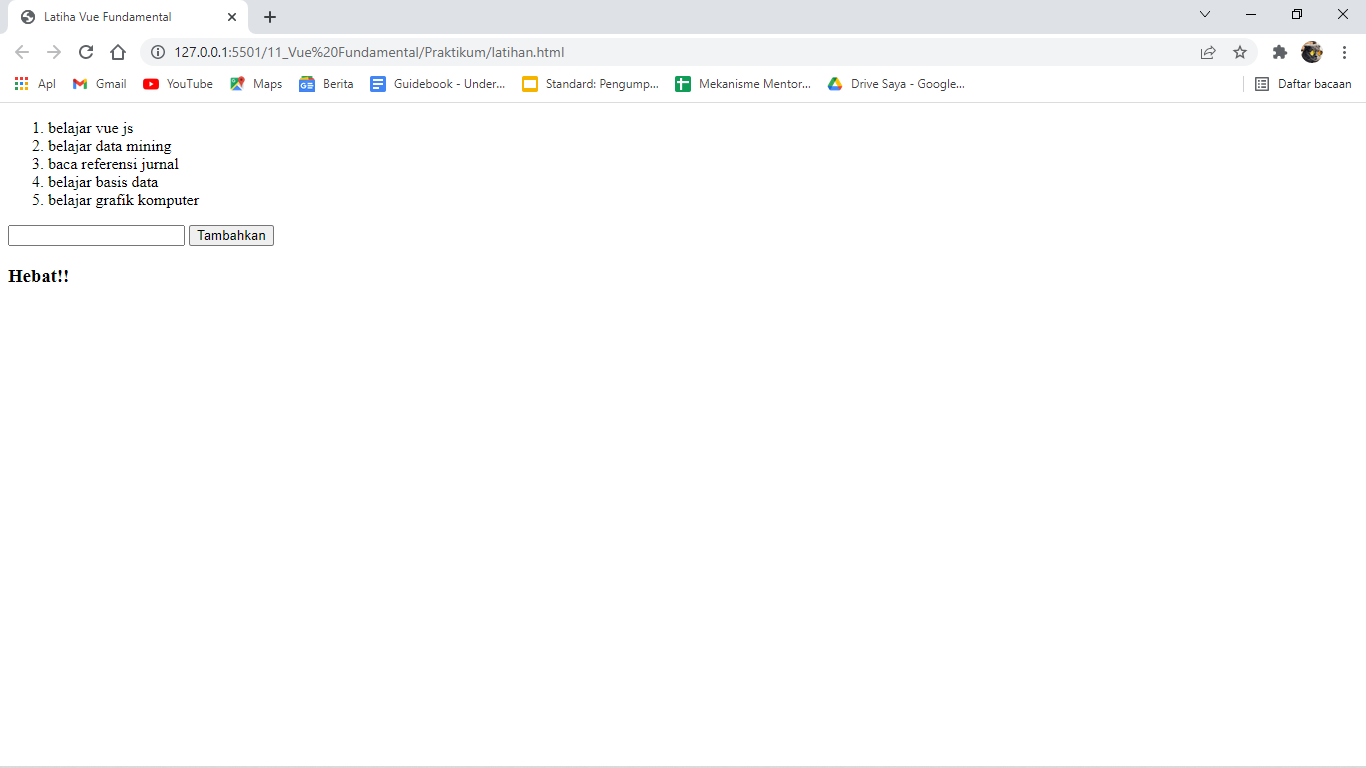 Latiha Vue Fundamental
127.0.0.1:5501/11_Vue%20Fundamental/Praktikum/latihan.html
Apl Gmail YouTube Maps GE Berita Guidebook - Under... Standard: Pengump... Mekanisme Mentor... Drive Saya - Google... Daftar bacaan
1. belajar vue js
2. belajar data mining
3. baca referensi jurnal
4. belajar basis data
5. belajar grafik komputer
Tambahkan
Hebat!!